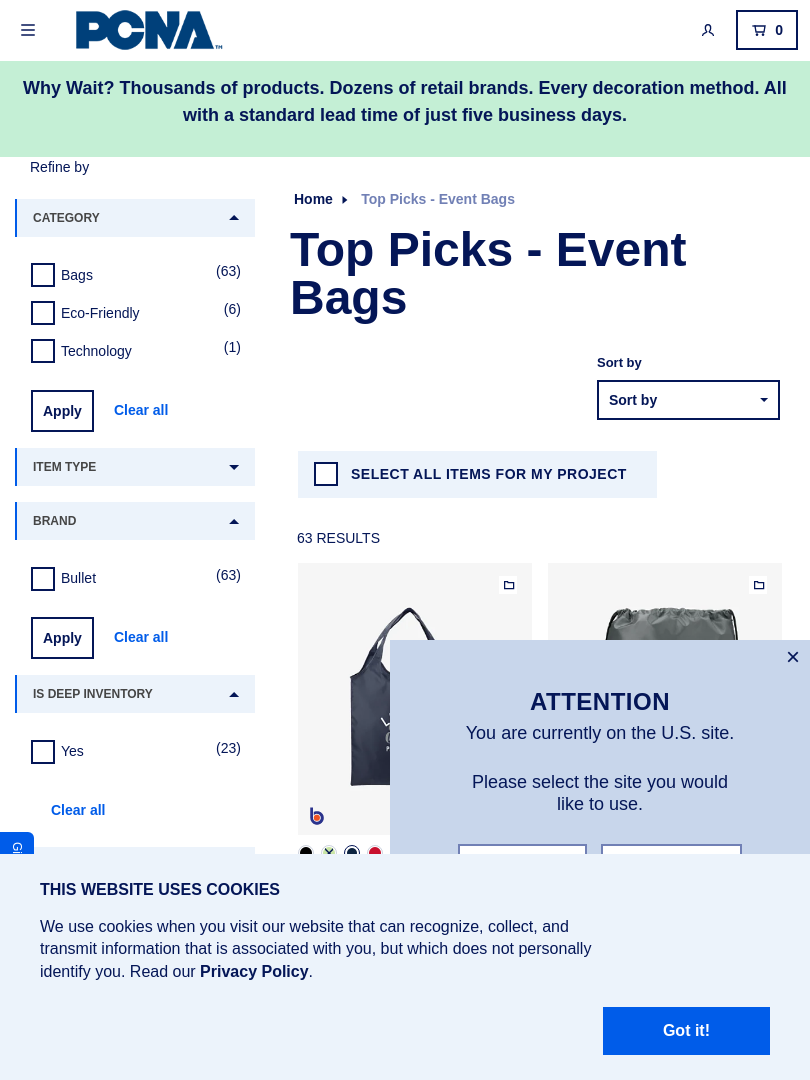 PCNA™
0
Why Wait? Thousands of products. Dozens of retail brands. Every decoration method. All
with a standard lead time of just five business days.
Refine by
CATEGORY
Bags (63)
Eco-Friendly (6)
Technology (1)
Apply Clear all
ITEM TYPE
BRAND
Bullet (63)
Apply Clear all
IS DEEP INVENTORY
Yes (23)
Clear all
Home Top Picks - Event Bags
Top Picks - Event
Bags
Sort by
Sort by
SELECT ALL ITEMS FOR MY PROJECT
63 RESULTS
b
ATTENTION
You are currently on the U.S. site.
Please select the site you would
like to use.
THIS WEBSITE USES COOKIES
We use cookies when you visit our website that can recognize, collect, and
transmit information that is associated with you, but which does not personally
identify you. Read our Privacy Policy.
Got it!